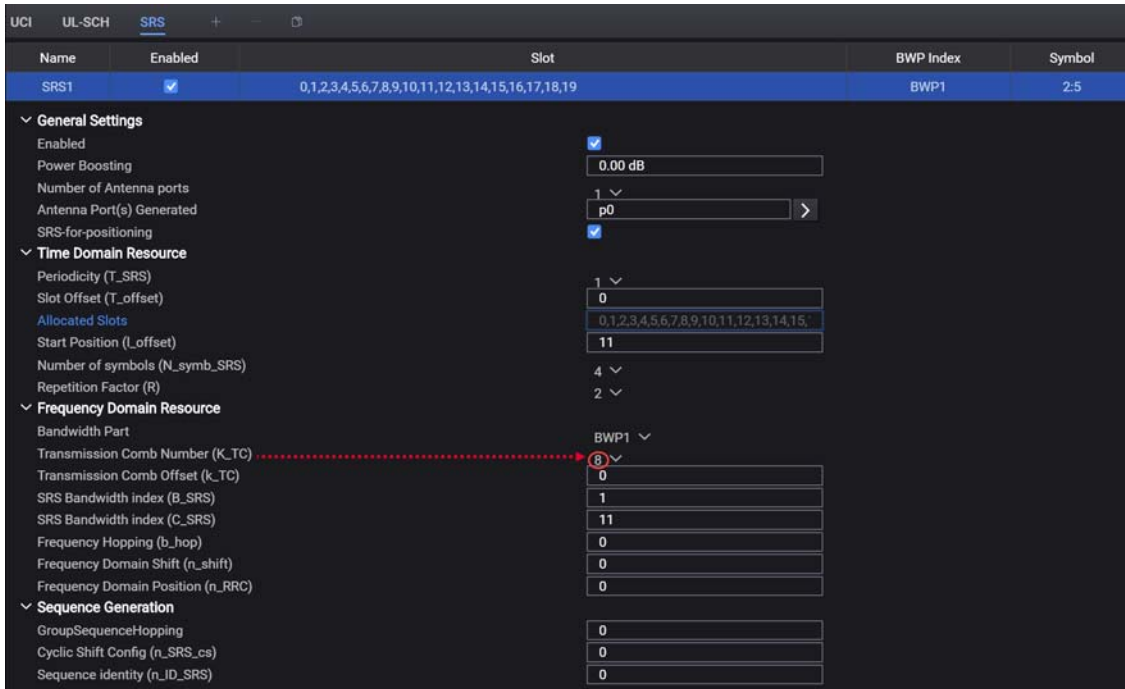 UCI UL-SCH SRS
Name Enabled Slot BWP Index Symbol
SRS1 0,1,2,3,4,5,6,7,8,9,10,11,12,13,14,15,16,17,18,19 BWP1 2:5
General Settings
Enabled
Power Boosting 0.00 dB
Number of Antenna ports 1
Antenna Port(s) Generated p0
SRS-for-positioning
Time Domain Resource
Periodicity (T_SRS) 1
Slot Offset (T_offset) 0
Allocated Slots 0,1,2,3,4,5,6,7,8,9,10,11,12,13,14,15,
Start Position (l_offset) 11
Number of symbols (N_symb_SRS) 4
Repetition Factor (R) 2
Frequency Domain Resource
Bandwidth Part BWP1
Transmission Comb Number (K_TC) 8
Transmission Comb Offset (k_TC) 0
SRS Bandwidth index (B_SRS) 1
SRS Bandwidth index (C_SRS) 11
Frequency Hopping (b_hop) 0
Frequency Domain Shift (n_shift) 0
Frequency Domain Position (n_RRC) 0
Sequence Generation
GroupSequenceHopping 0
Cyclic Shift Config (n_SRS_cs) 0
Sequence identity (n_ID_SRS) 0